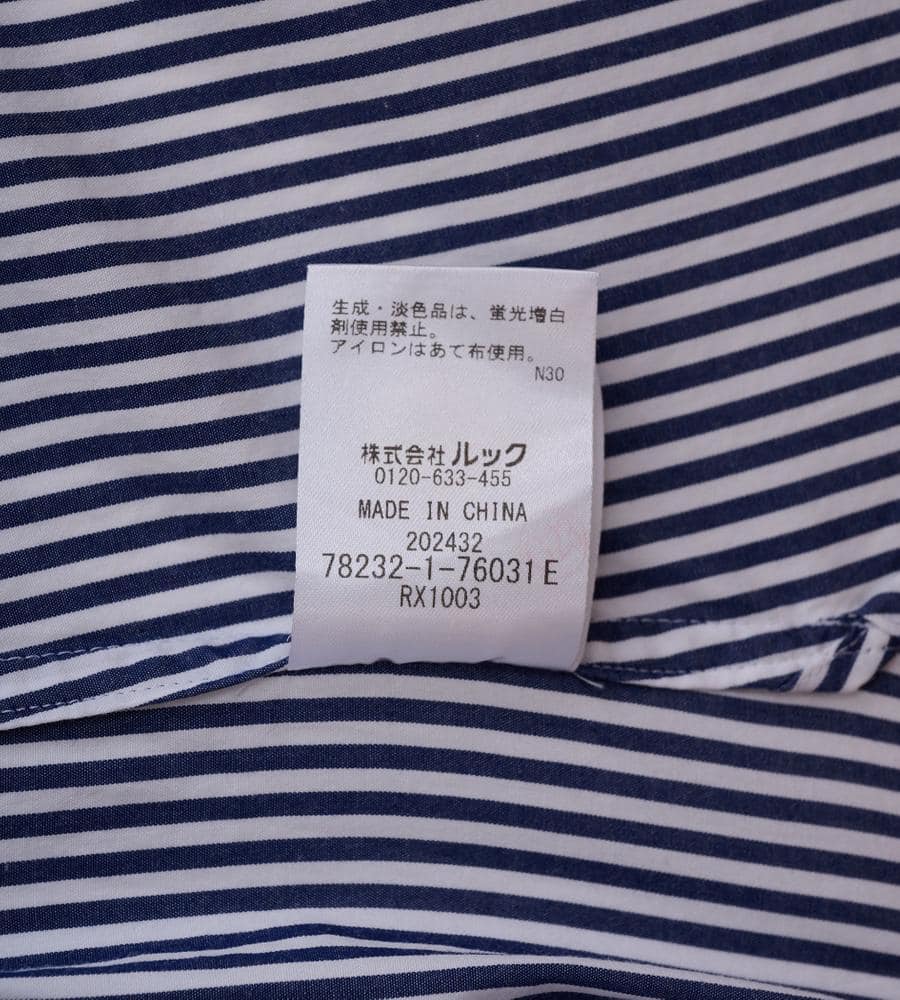 生成・淡色品は、蛍光増白
剤使用禁止。
アイロンはあて布使用。
N30
株式会社ルック
0120-633-455
MADE IN CHINA
202432
78232-1-76031E
RX1003